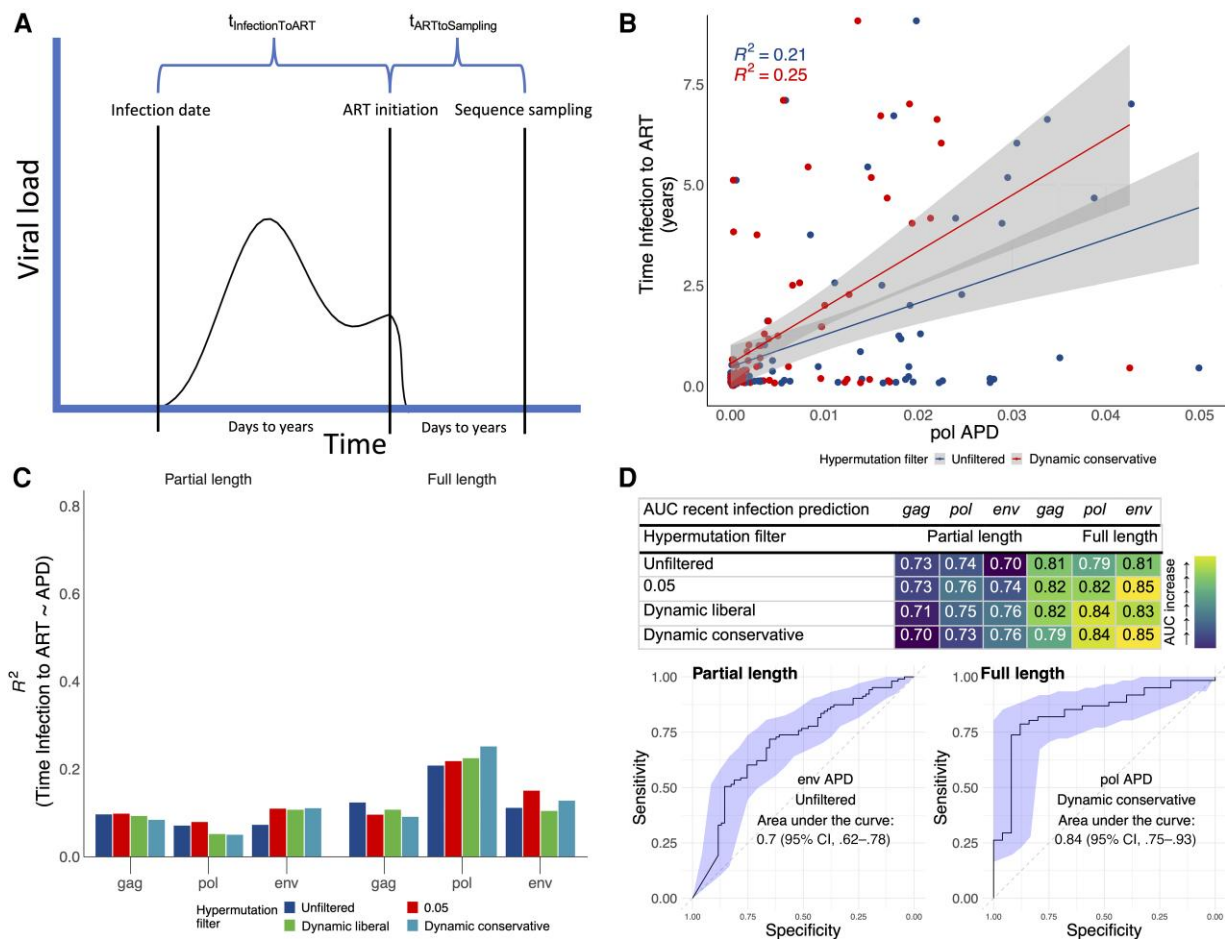 A
t_InfectionToART
t_ARTtoSampling
Infection date
ART initiation
Sequence sampling
Viral load
Days to years
Days to years
Time
B
R² = 0.21
R² = 0.25
Time Infection to ART
(years)
7.5
5.0
2.5
0.0
0.00 0.01 0.02 0.03 0.04 0.05
pol APD
Hypermutation filter Unfiltered Dynamic conservative
C
Partial length Full length
R²
(Time Infection to ART ~ APD)
0.8
0.6
0.4
0.2
0.0
gag pol env gag pol env
Hypermutation
filter
Unfiltered 0.05
Dynamic liberal Dynamic conservative
D
AUC recent infection prediction gag pol env gag pol env
Hypermutation filter Partial length Full length
Unfiltered 0.73 0.74 0.70 0.81 0.79 0.81
0.05 0.73 0.76 0.74 0.82 0.82 0.85
Dynamic liberal 0.71 0.75 0.76 0.82 0.84 0.83
Dynamic conservative 0.70 0.73 0.76 0.79 0.84 0.85
AUC increase
Partial length
Sensitivity
1.00
0.75
0.50
0.25
0.00
env APD
Unfiltered
Area under the curve:
0.7 (95% CI, .62–.78)
1.00 0.75 0.50 0.25 0.00
Specificity
Full length
Sensitivity
1.00
0.75
0.50
0.25
0.00
pol APD
Dynamic conservative
Area under the curve:
0.84 (95% CI, .75–.93)
1.00 0.75 0.50 0.25 0.00
Specificity